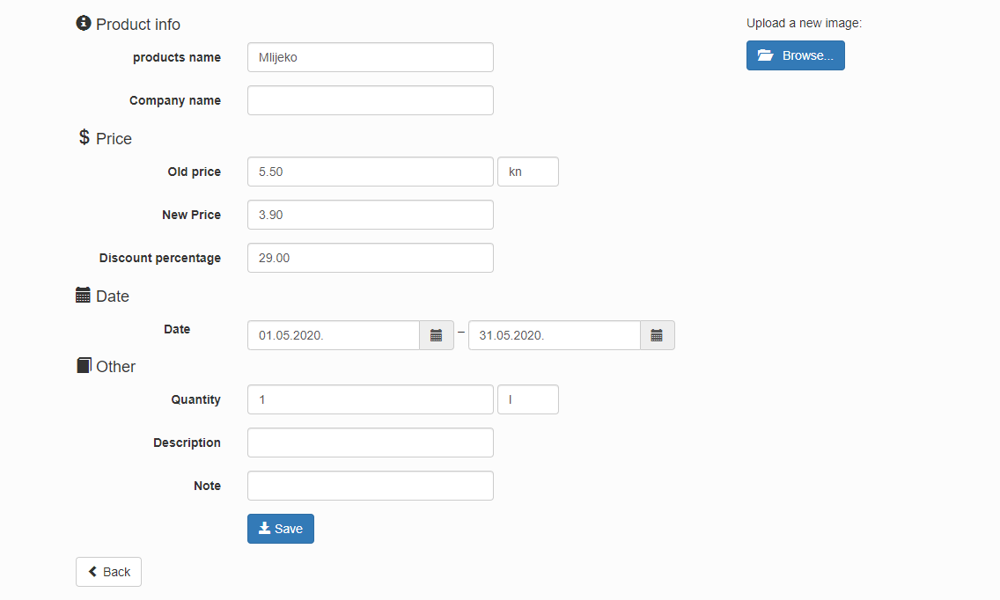 Product info
Upload a new image:
products name Mlijeko
Browse...
Company name
$ Price
Old price 5.50 kn
New Price 3.90
Discount percentage 29.00
Date
Date 01.05.2020. – 31.05.2020.
Other
Quantity 1 l
Description
Note
Save
Back